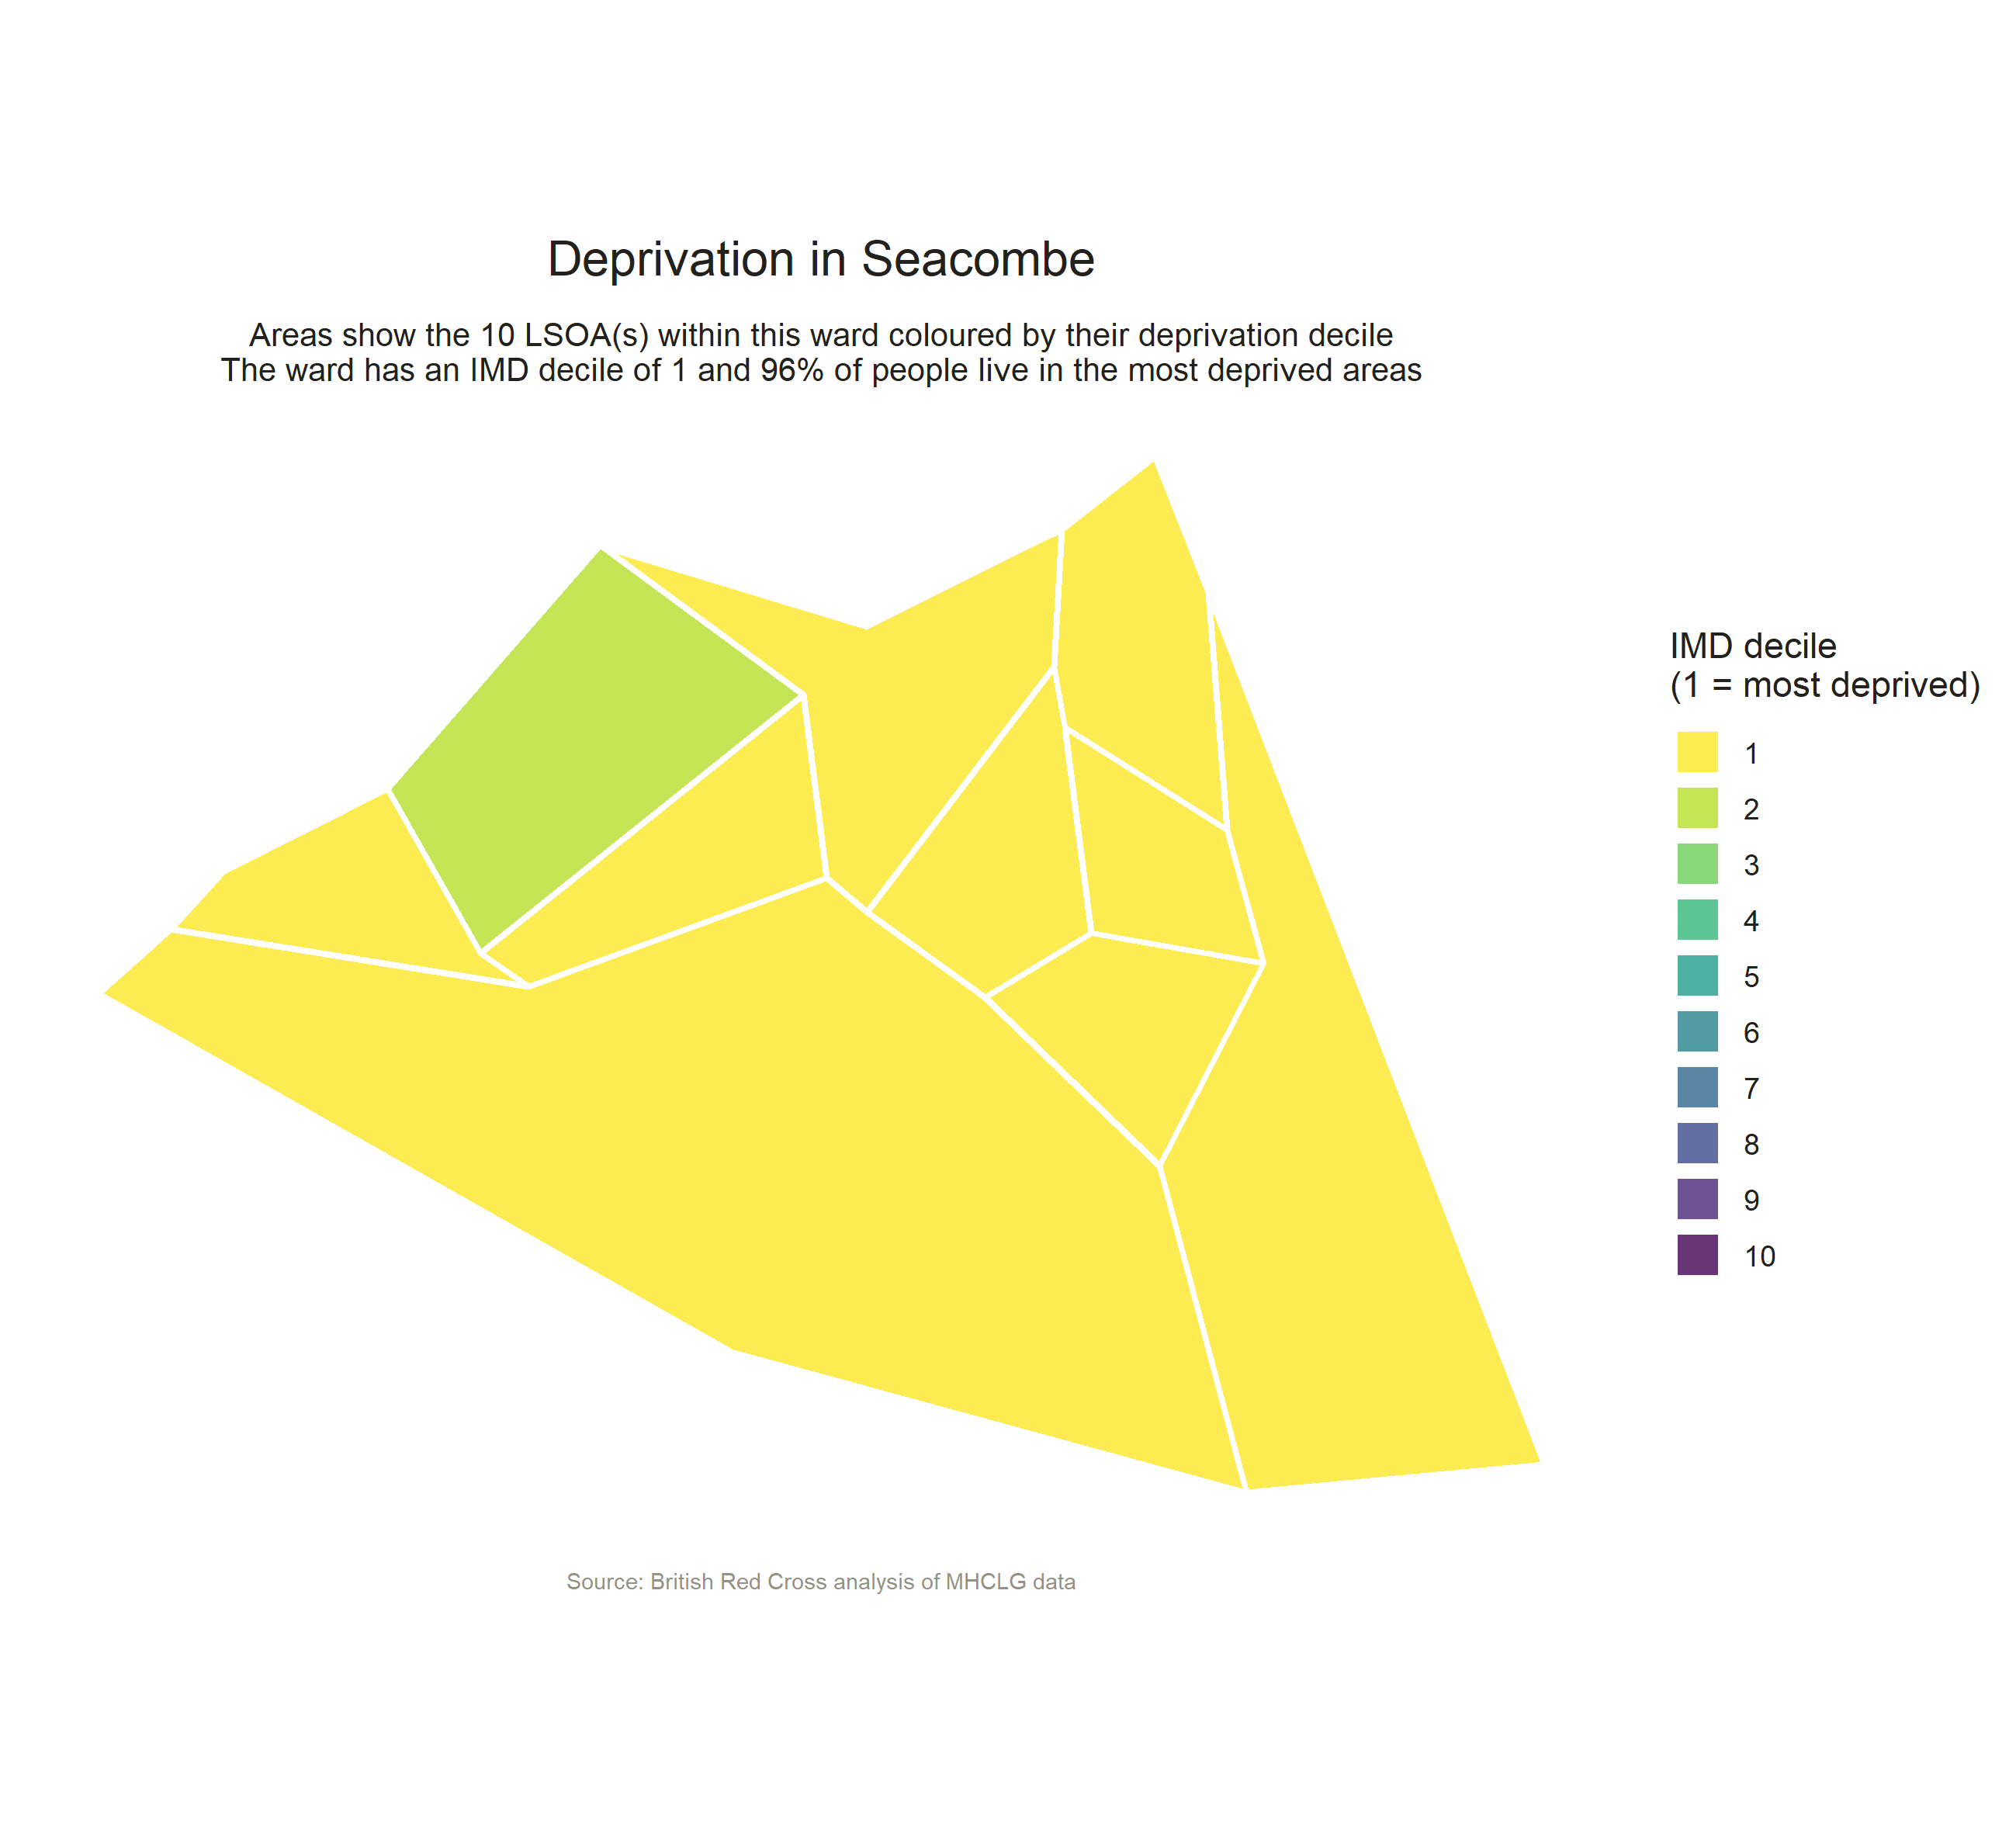 Deprivation in Seacombe
Areas show the 10 LSOA(s) within this ward coloured by their deprivation decile
The ward has an IMD decile of 1 and 96% of people live in the most deprived areas
IMD decile
(1 = most deprived)
1
2
3
4
5
6
7
8
9
10
Source: British Red Cross analysis of MHCLG data